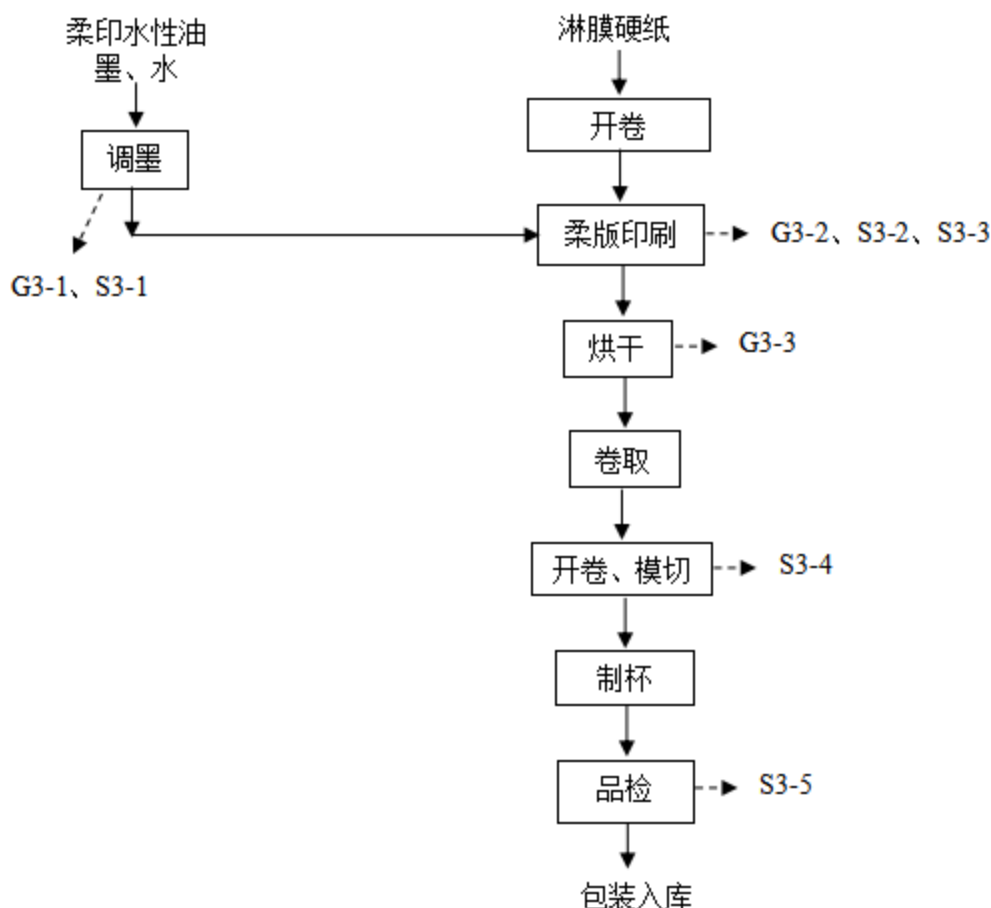 柔印水性油
墨、水
淋膜硬纸
开卷
调墨
柔版印刷
G3-2、S3-2、S3-3
G3-1、S3-1
烘干
G3-3
卷取
开卷、模切
S3-4
制杯
品检
S3-5
包装入库